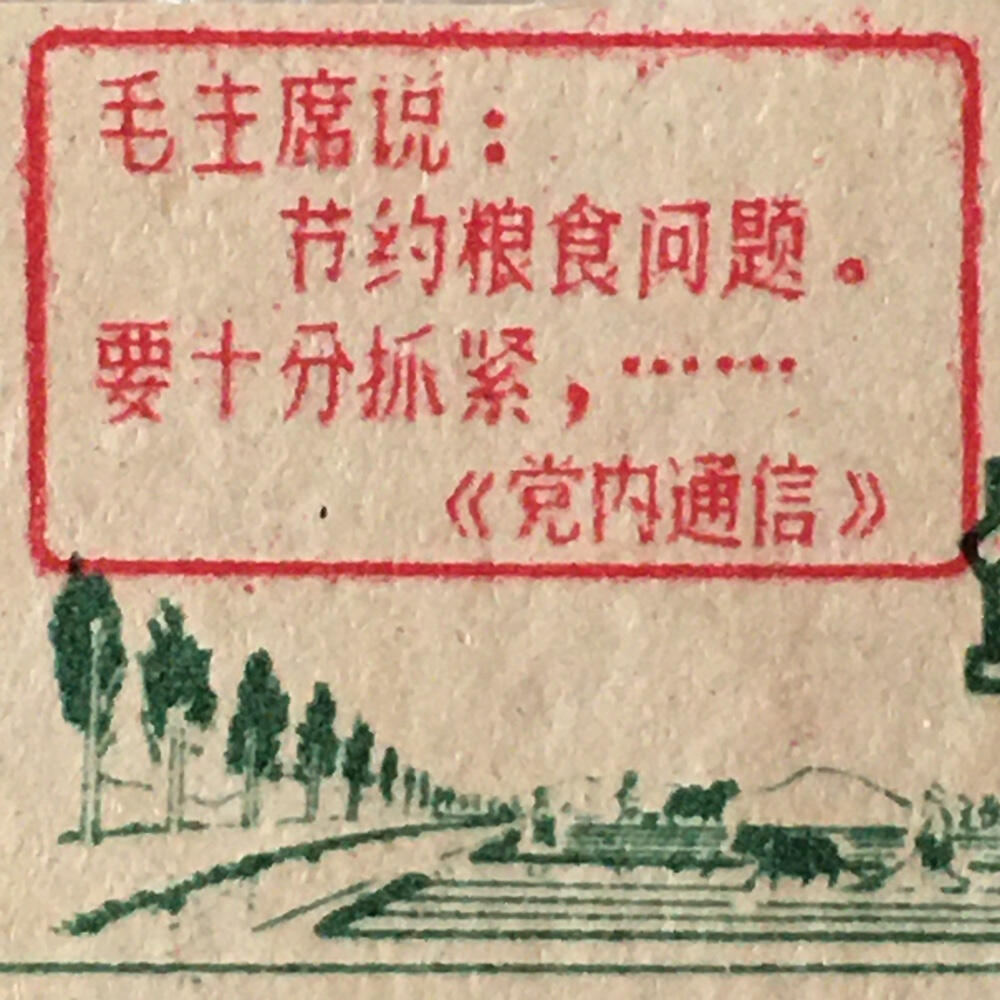 毛主席说：
节约粮食问题．
要十分抓紧，……
《党内通信》